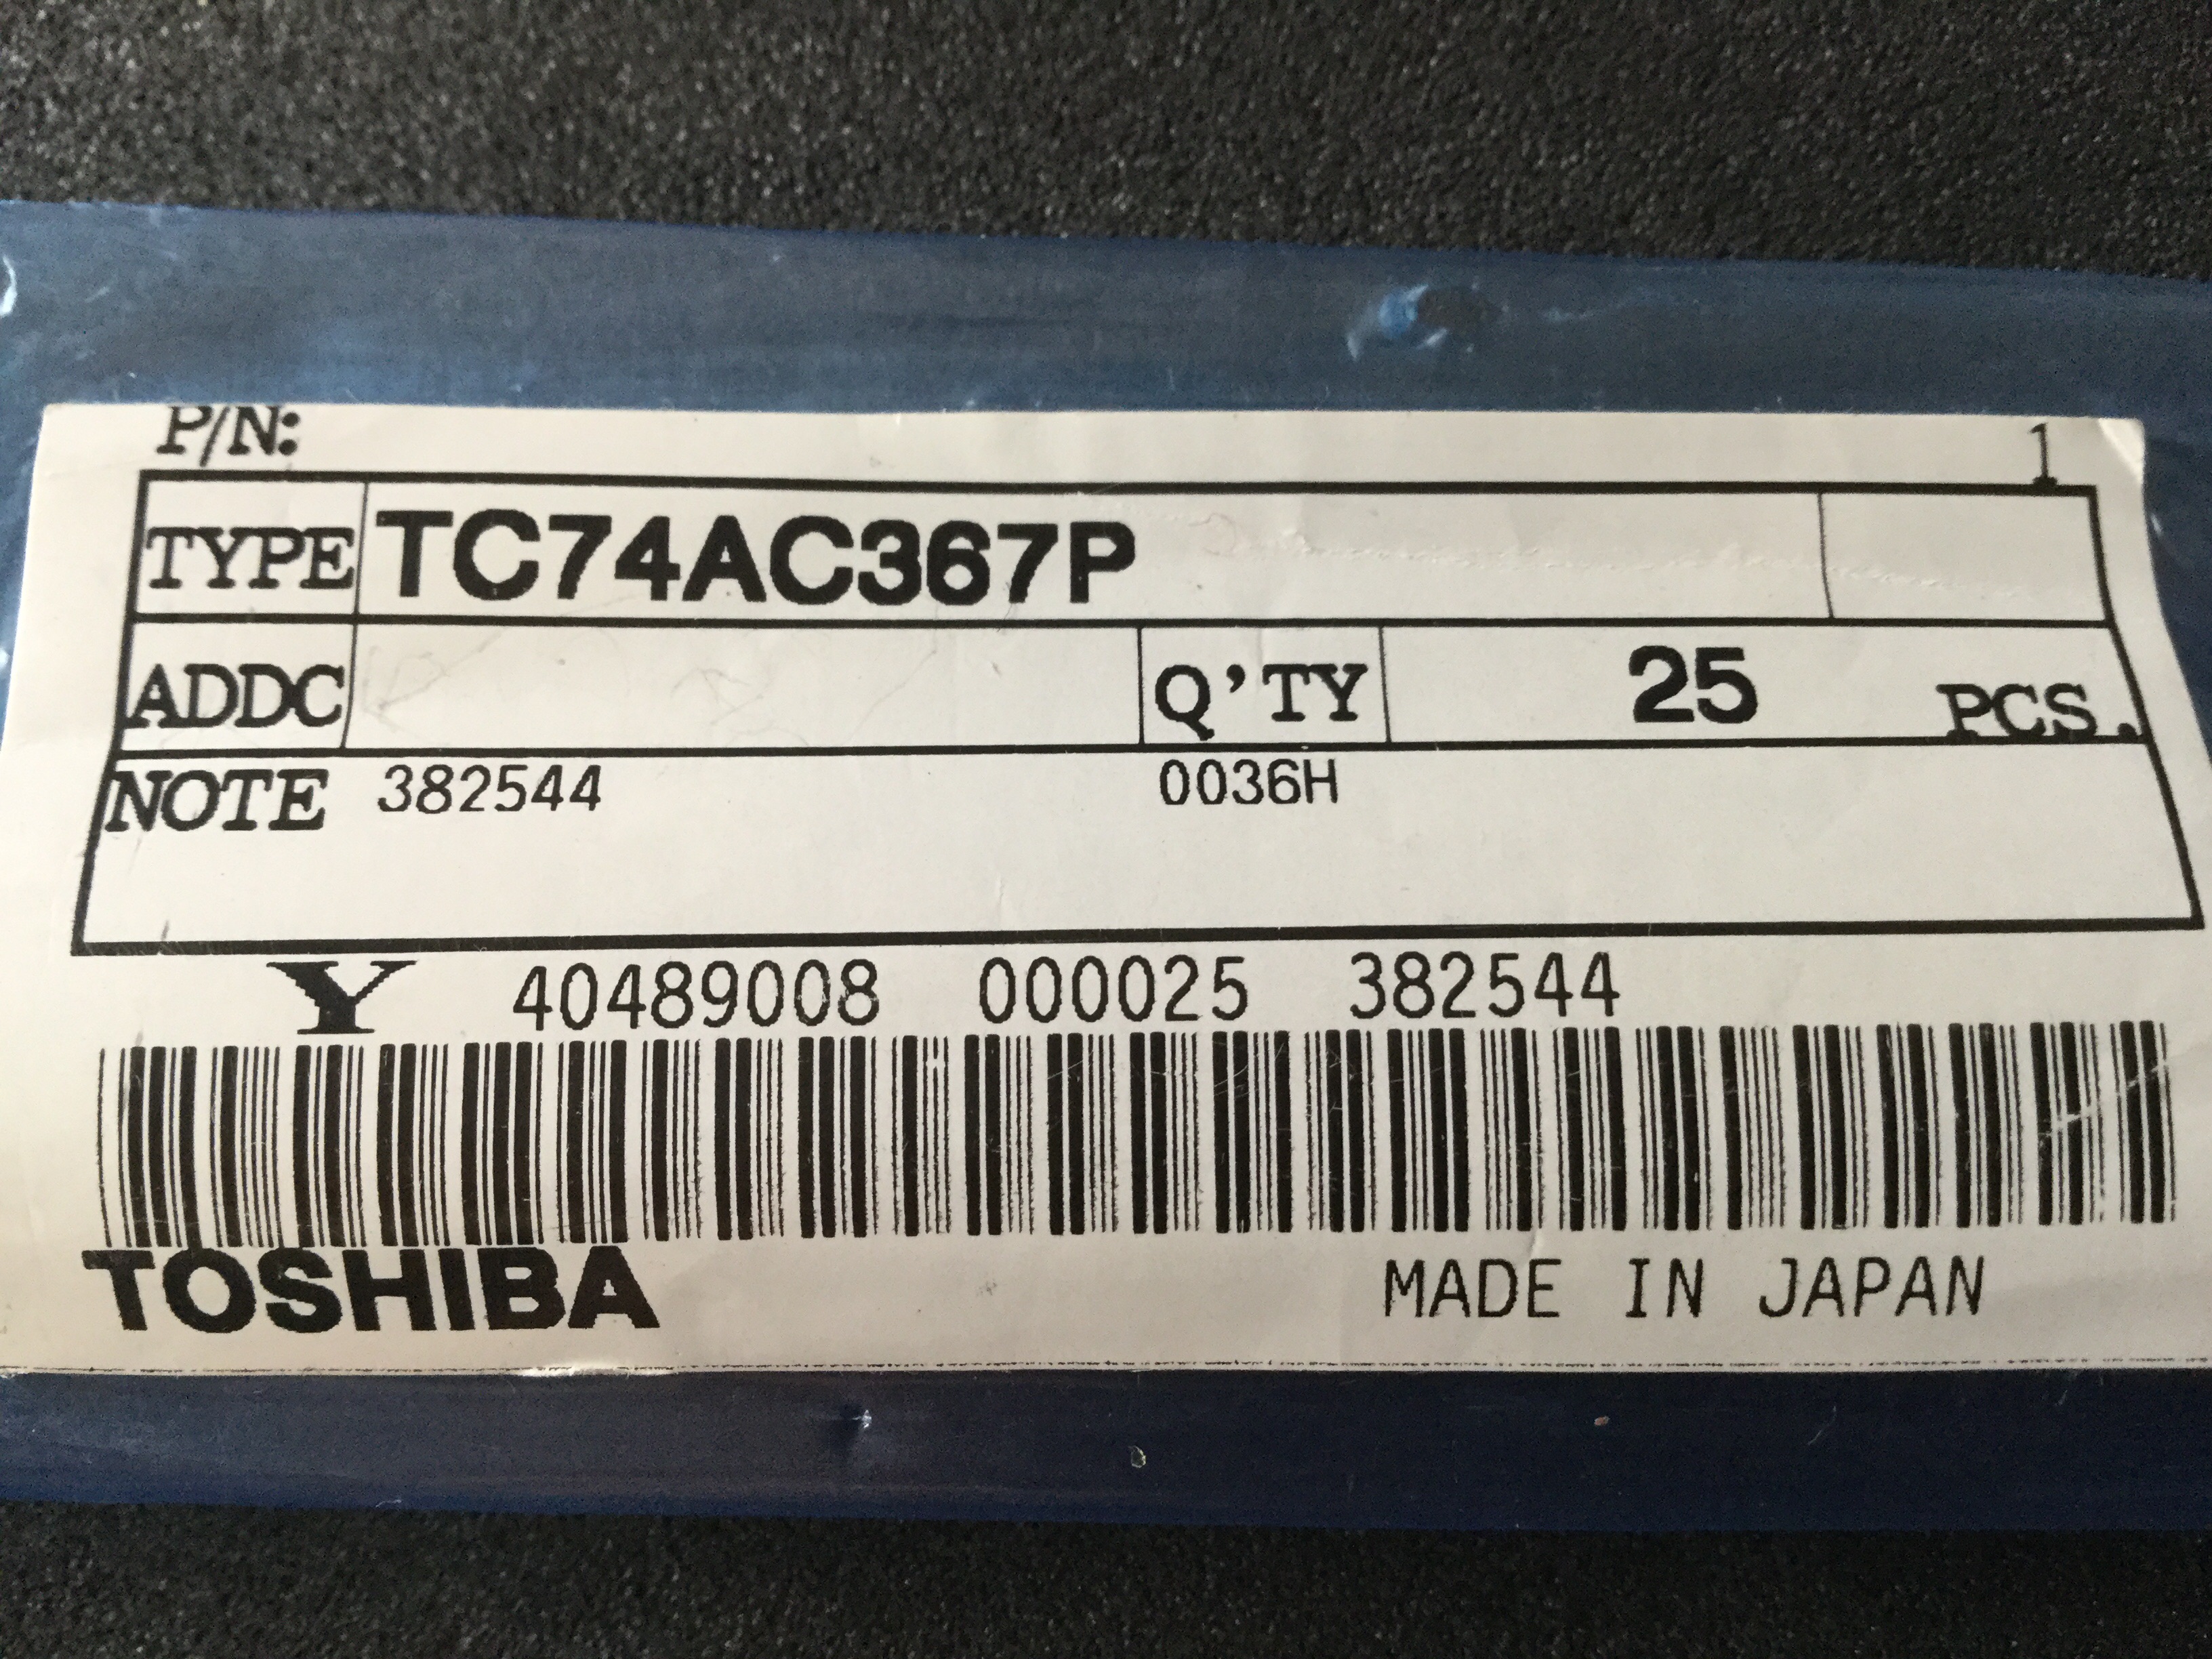 P/N: 1
TYPE TC74AC367P
ADDC Q'TY 25 PCS.
NOTE 382544 0036H
Y 40489008 000025 382544
TOSHIBA MADE IN JAPAN